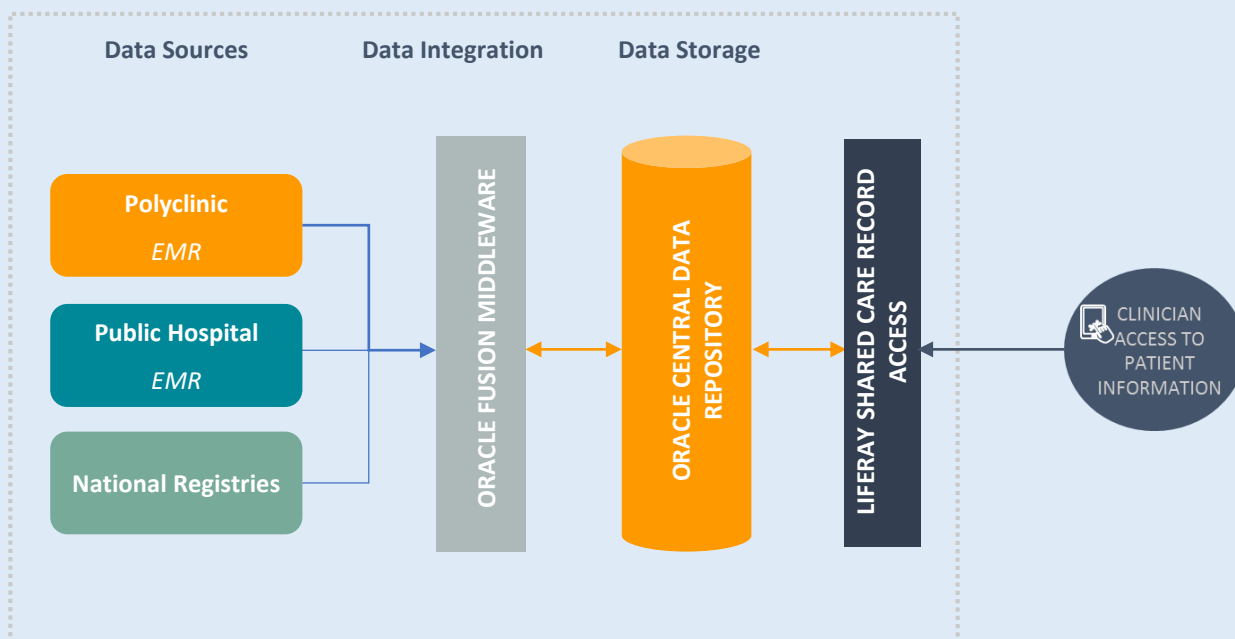 Data Sources
Data Integration
Data Storage
Polyclinic
EMR
Public Hospital
EMR
National Registries
ORACLE FUSION MIDDLEWARE
ORACLE CENTRAL DATA
REPOSITORY
LIFERAY SHARED CARE RECORD
ACCESS
CLINICIAN
ACCESS TO
PATIENT
INFORMATION